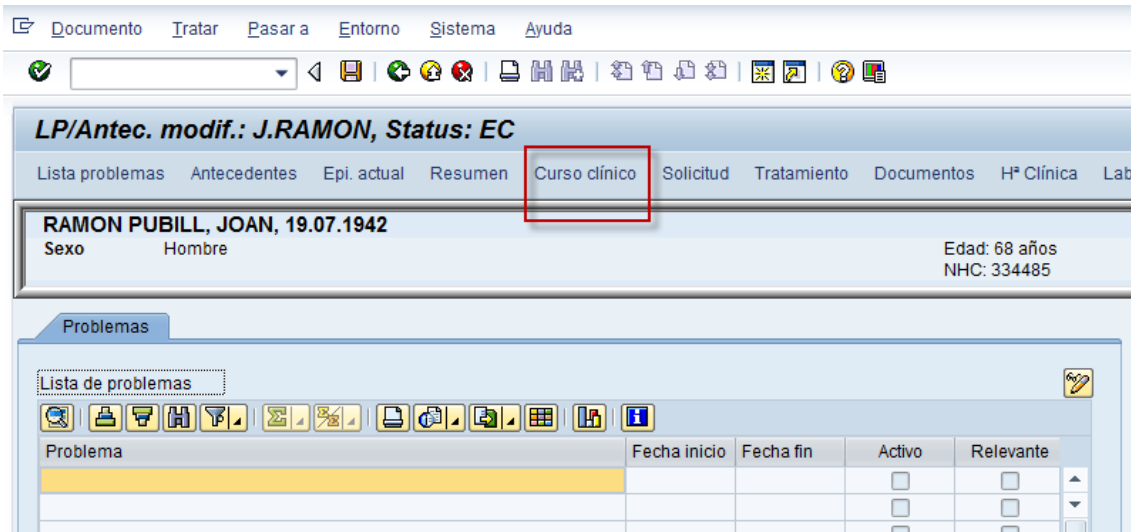 Documento Tratar Pasar a Entorno Sistema Ayuda
LP/Antec. modif.: J.RAMON, Status: EC
Lista problemas Antecedentes Epi. actual Resumen Curso clínico Solicitud Tratamiento Documentos Hª Clínica Lab
RAMON PUBILL, JOAN, 19.07.1942
Sexo Hombre Edad: 68 años
NHC: 334485
Problemas
Lista de problemas
Problema Fecha inicio Fecha fin Activo Relevante